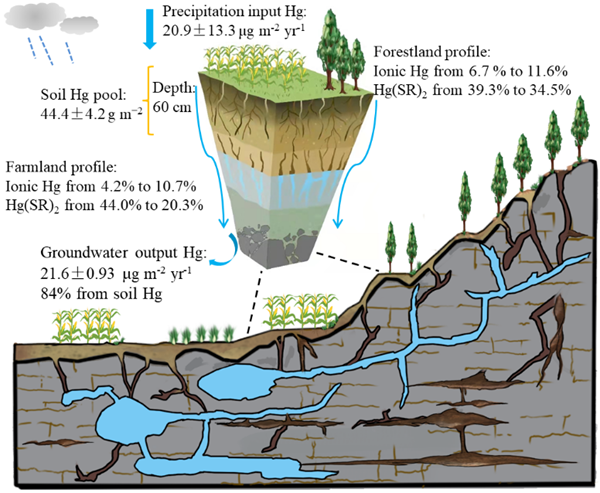 Precipitation input Hg:
20.9±13.3 μg m⁻² yr⁻¹
Forestland profile:
Ionic Hg from 6.7 % to 11.6%
Hg(SR)₂ from 39.3% to 34.5%
Soil Hg pool:
44.4±4.2 g m⁻²
Depth:
60 cm
Farmland profile:
Ionic Hg from 4.2% to 10.7%
Hg(SR)₂ from 44.0% to 20.3%
Groundwater output Hg:
21.6±0.93 μg m⁻² yr⁻¹
84% from soil Hg